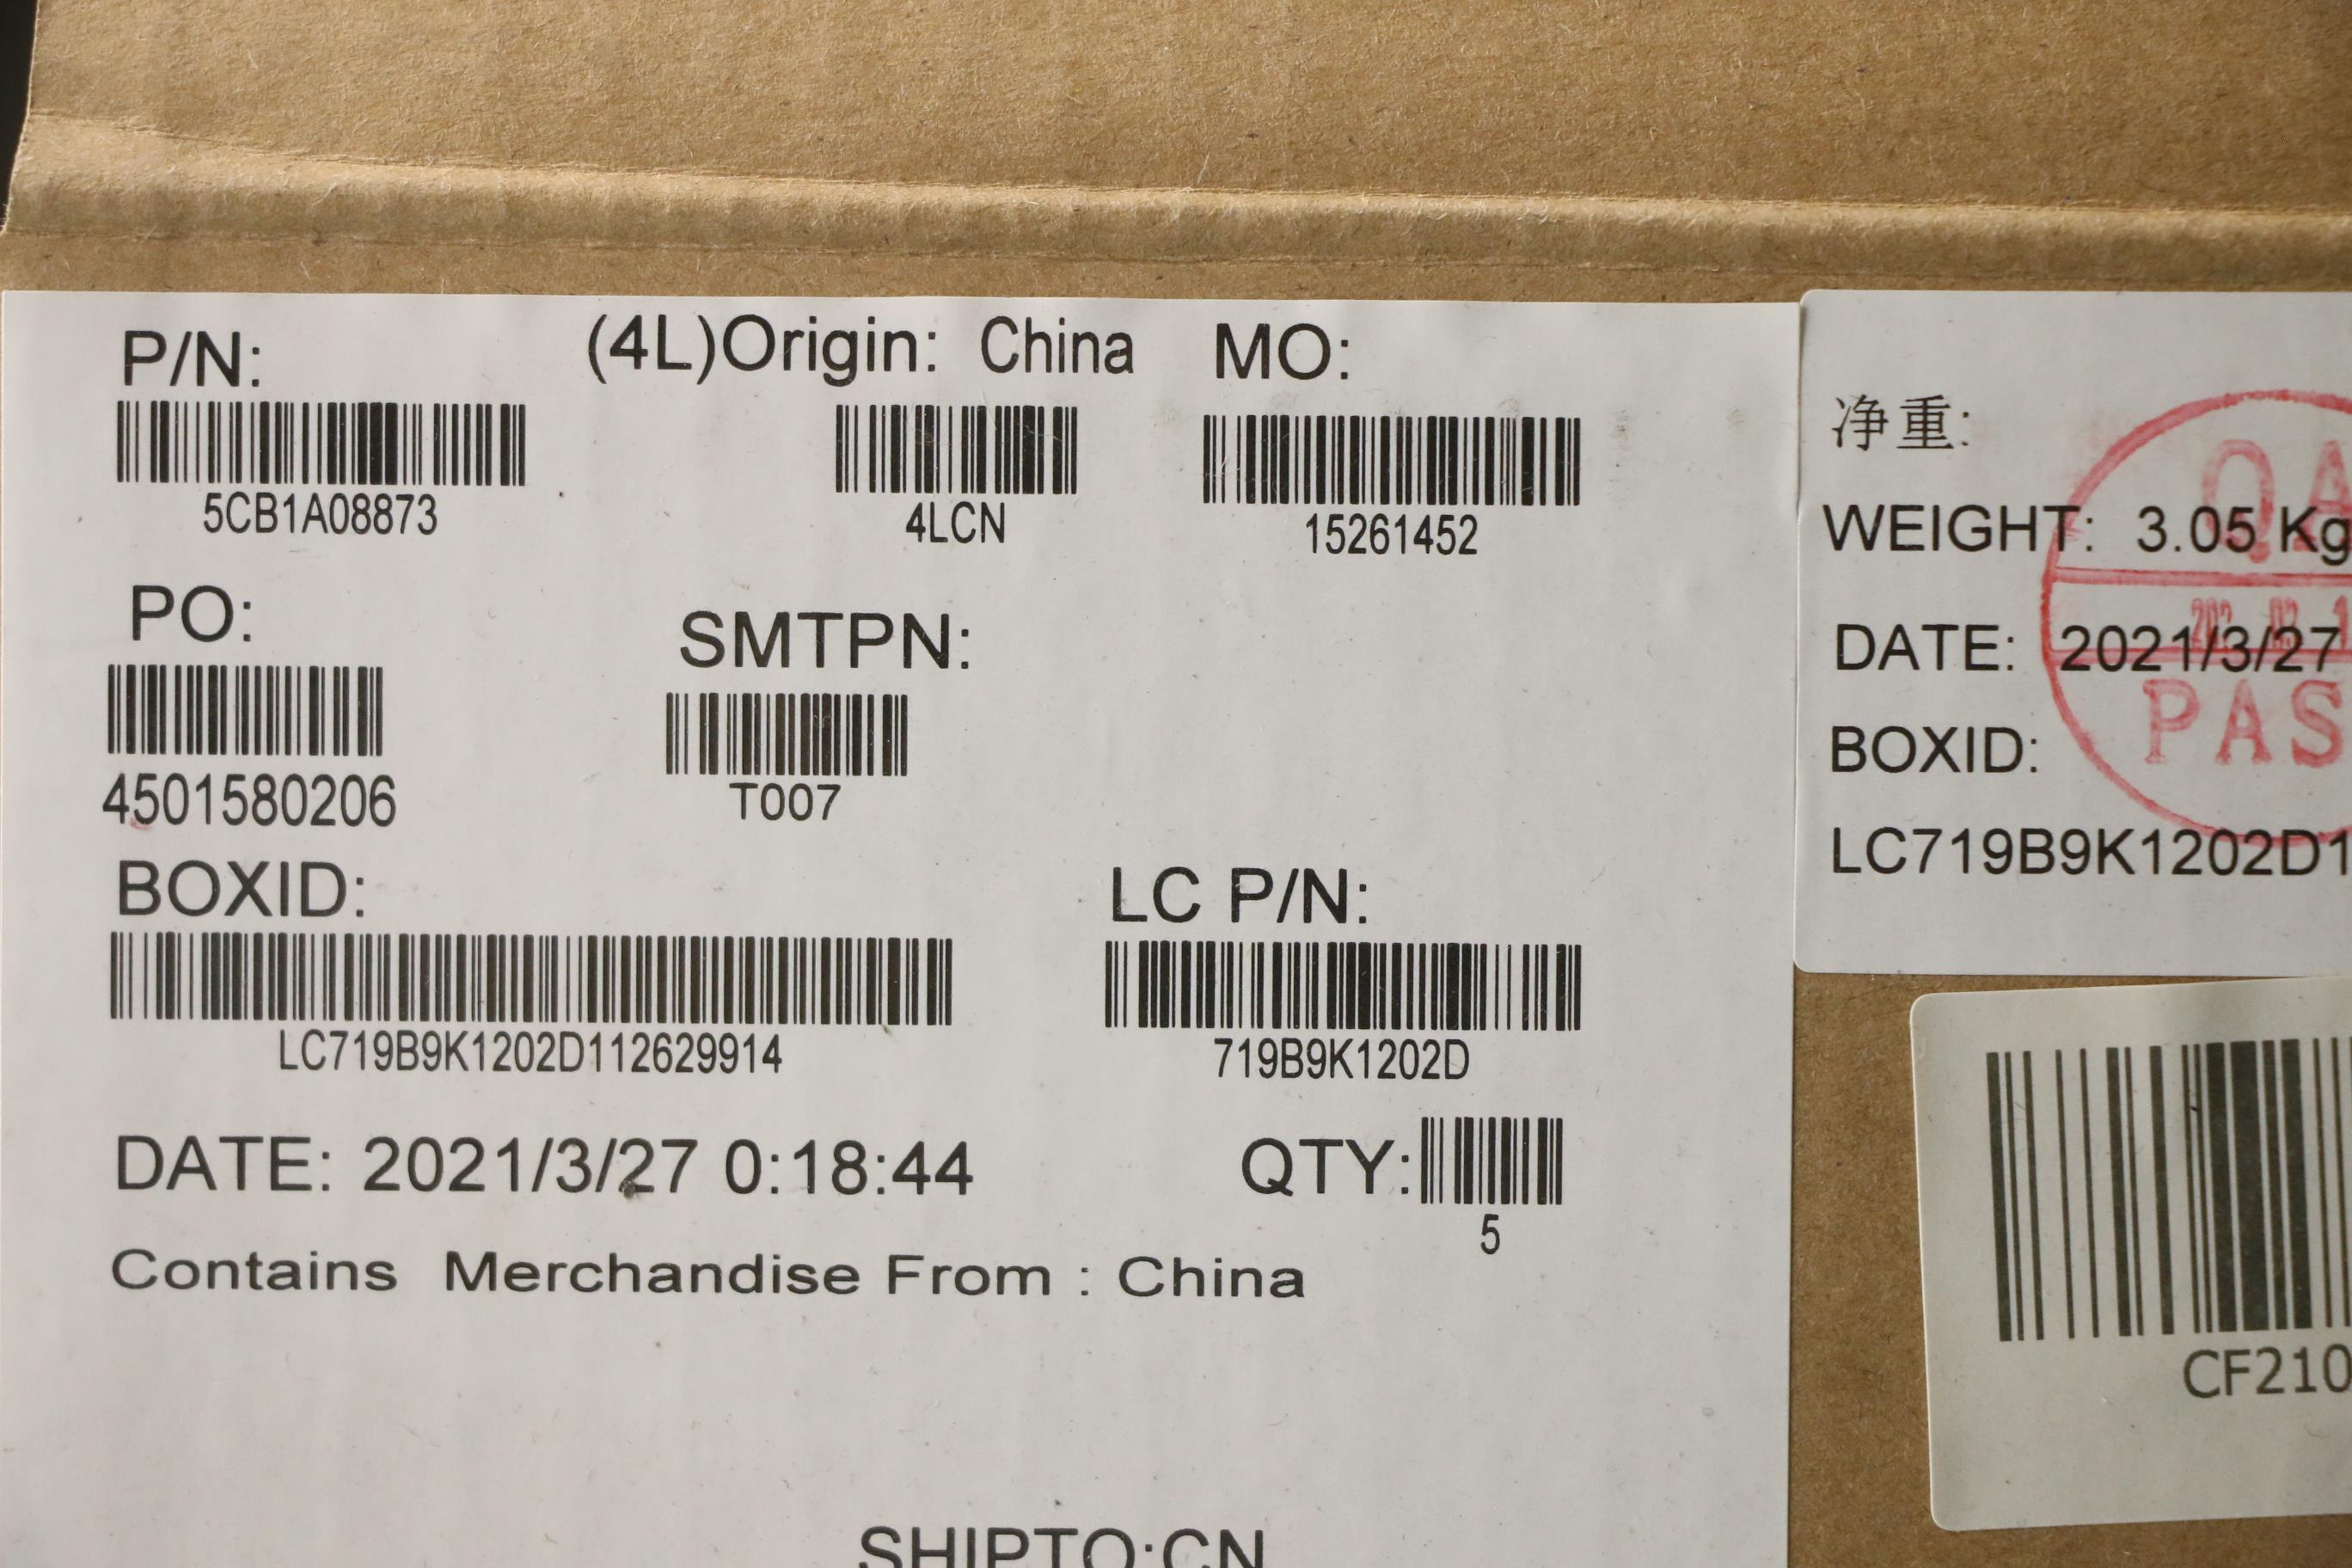 P/N:
(4L)Origin: China
MO:
5CB1A08873
4LCN
15261452
PO:
SMTPN:
4501580206
T007
BOXID:
LC P/N:
LC719B9K1202D112629914
719B9K1202D
DATE: 2021/3/27 0:18:44
QTY:
5
Contains Merchandise From : China
SHIPTO:CN
净重:
WEIGHT: 3.05 Kg
DATE: 2021/3/27
BOXID:
LC719B9K1202D1
QA
PAS
CF210